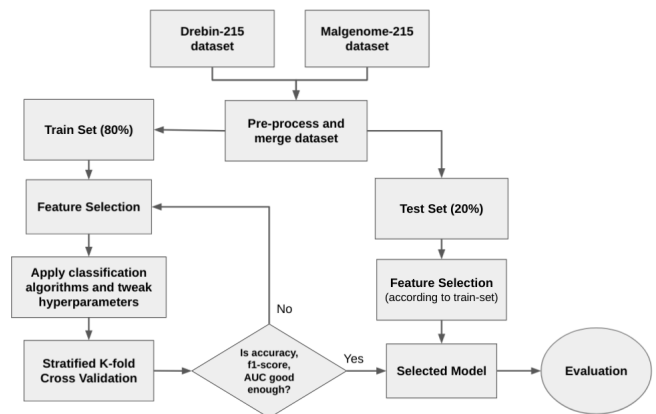 Drebin-215
dataset
Malgenome-215
dataset
Pre-process and
merge dataset
Train Set (80%)
Feature Selection
Apply classification
algorithms and tweak
hyperparameters
Stratified K-fold
Cross Validation
Is accuracy,
f1-score,
AUC good
enough?
No
Yes
Test Set (20%)
Feature Selection
(according to train-set)
Selected Model
Evaluation